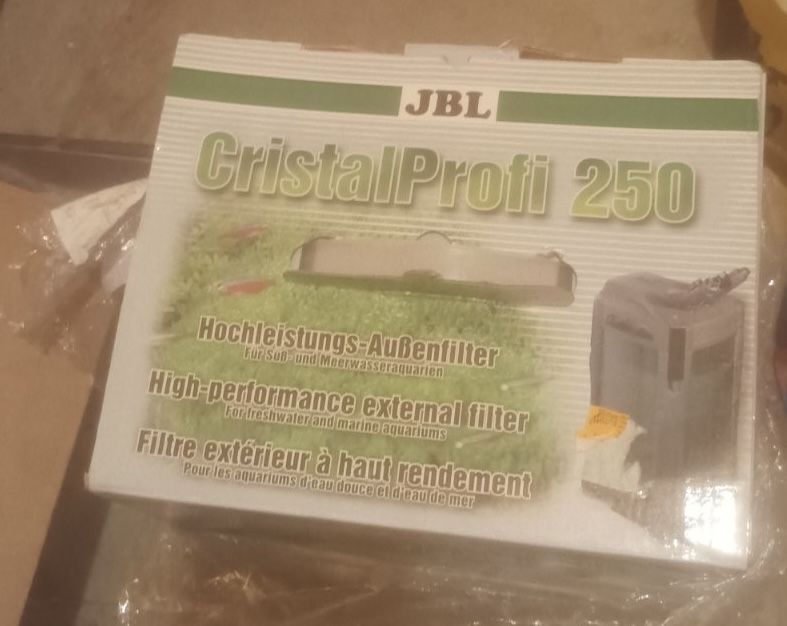 JBL
CristalProfi 250
Hochleistungs-Außenfilter
Für Süß- und Meerwasseraquarien
High-performance external filter
For freshwater and marine aquariums
Filtre extérieur à haut rendement
Pour les aquariums d'eau douce et d'eau de mer